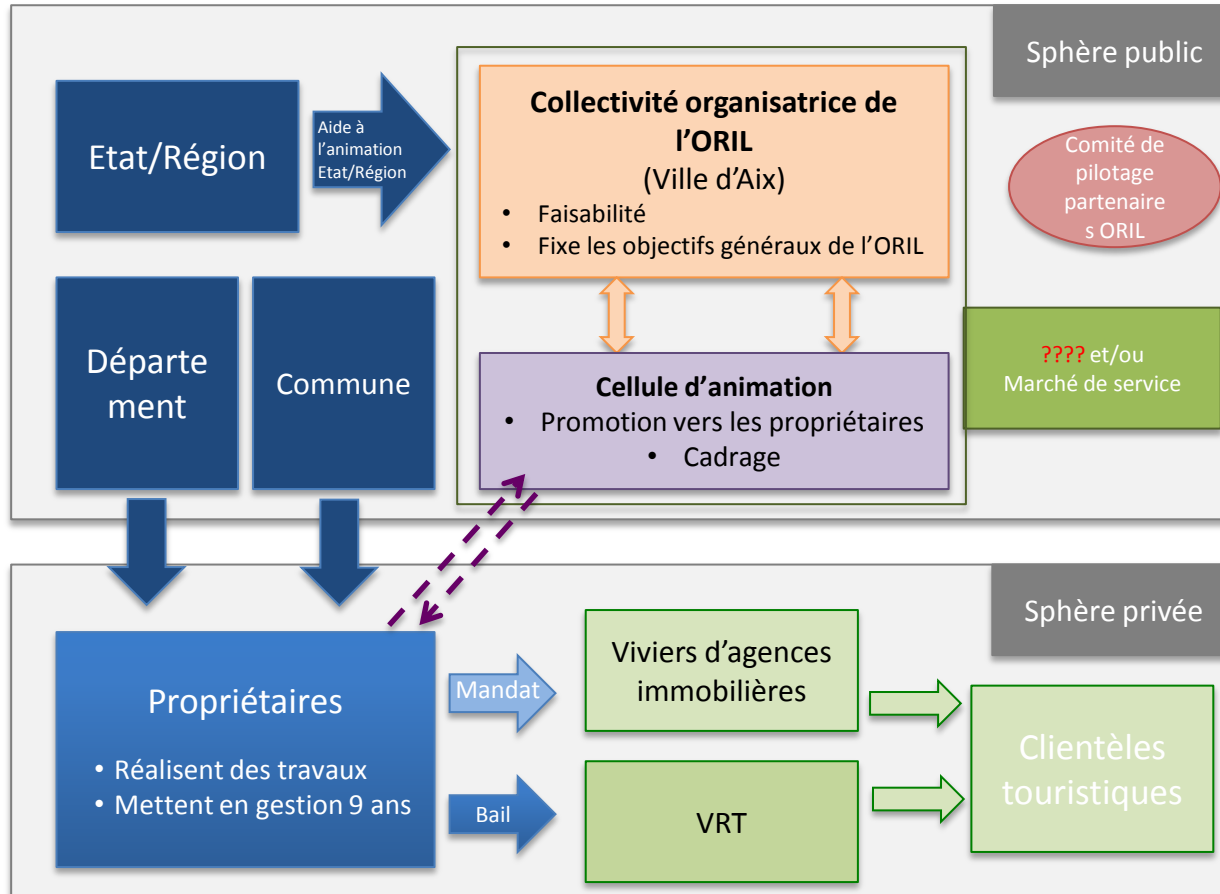 Sphère public
Etat/Région
Aide à
l'animation
Etat/Région
Collectivité organisatrice de
l'ORIL
(Ville d'Aix)
• Faisabilité
• Fixe les objectifs généraux de l'ORIL
Comité de
pilotage
partenaire
s ORIL
Départe
ment
Commune
Cellule d'animation
• Promotion vers les propriétaires
• Cadrage
???? et/ou
Marché de service
Sphère privée
Propriétaires
• Réalisent des travaux
• Mettent en gestion 9 ans
Mandat
Viviers d'agences
immobilières
Bail
VRT
Clientèles
touristiques